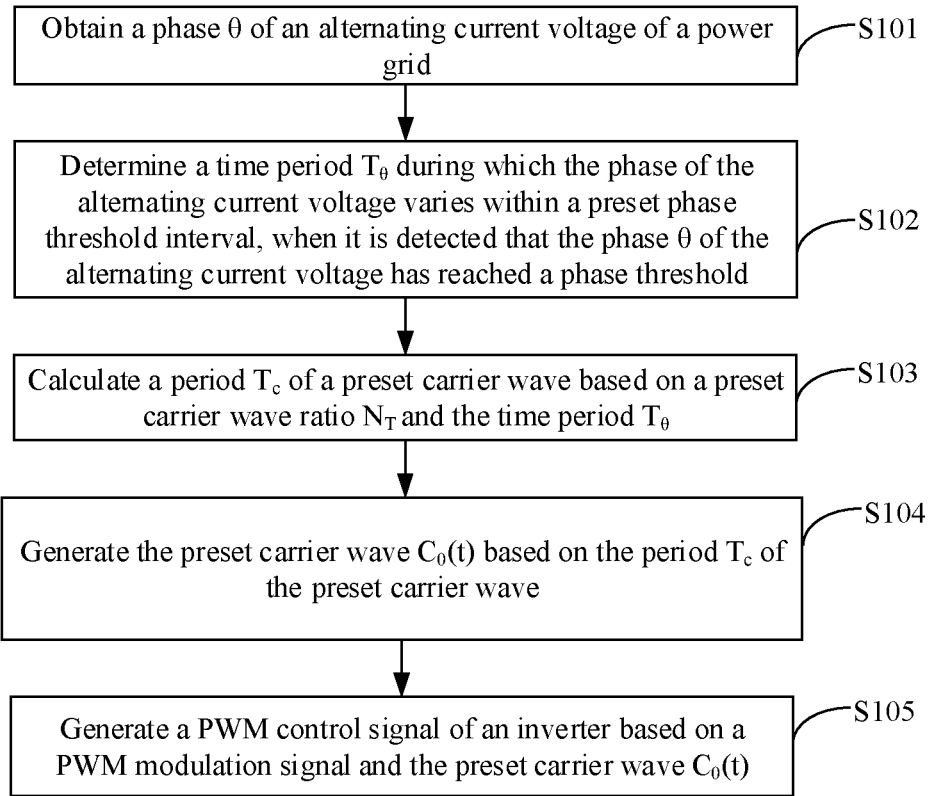 Obtain a phase θ of an alternating current voltage of a power
grid
S101
Determine a time period Tθ during which the phase of the
alternating current voltage varies within a preset phase
threshold interval, when it is detected that the phase θ of the
alternating current voltage has reached a phase threshold
S102
Calculate a period Tc of a preset carrier wave based on a preset
carrier wave ratio NT and the time period Tθ
S103
Generate the preset carrier wave C0(t) based on the period Tc of
the preset carrier wave
S104
Generate a PWM control signal of an inverter based on a
PWM modulation signal and the preset carrier wave C0(t)
S105